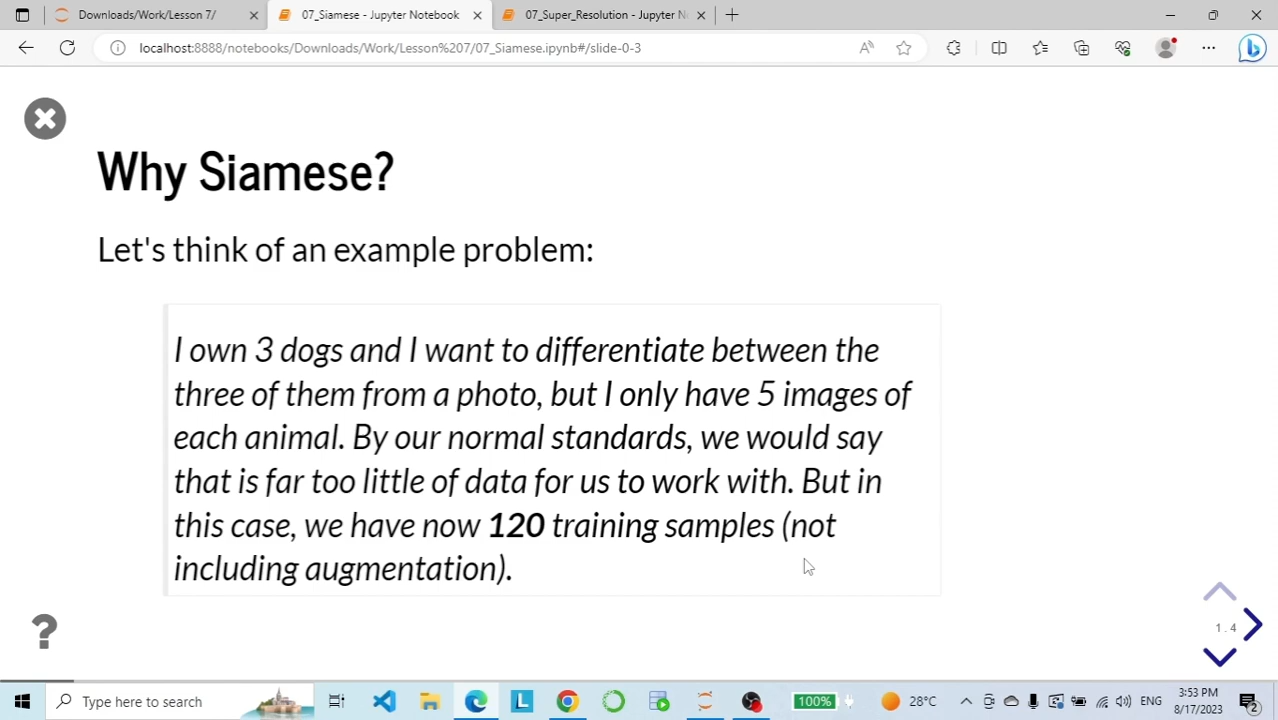 Downloads/Work/Lesson 7/
07_Siamese - Jupyter Notebook
07_Super_Resolution - Jupyter N
localhost:8888/notebooks/Downloads/Work/Lesson%207/07_Siamese.ipynb#/slide-0-3
Why Siamese?
Let's think of an example problem:
I own 3 dogs and I want to differentiate between the
three of them from a photo, but I only have 5 images of
each animal. By our normal standards, we would say
that is far too little of data for us to work with. But in
this case, we have now 120 training samples (not
including augmentation).
?
1 . 4
Type here to search
100%
28°C
ENG
3:53 PM
8/17/2023
2